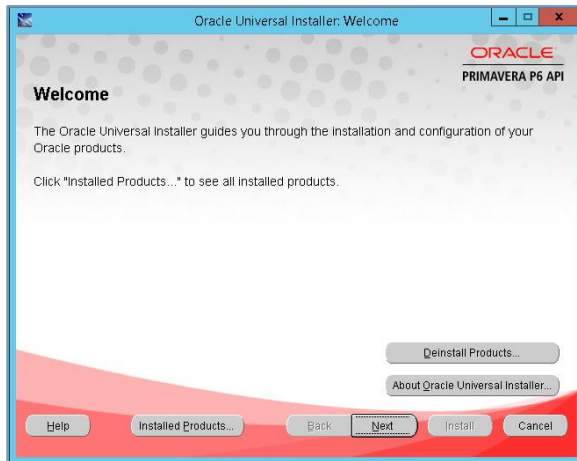 Oracle Universal Installer: Welcome
ORACLE
PRIMAVERA P6 API
Welcome
The Oracle Universal Installer guides you through the installation and configuration of your
Oracle products.
Click "Installed Products..." to see all installed products.
Deinstall Products...
About Oracle Universal Installer...
Help
Installed Products...
Back
Next
Install
Cancel